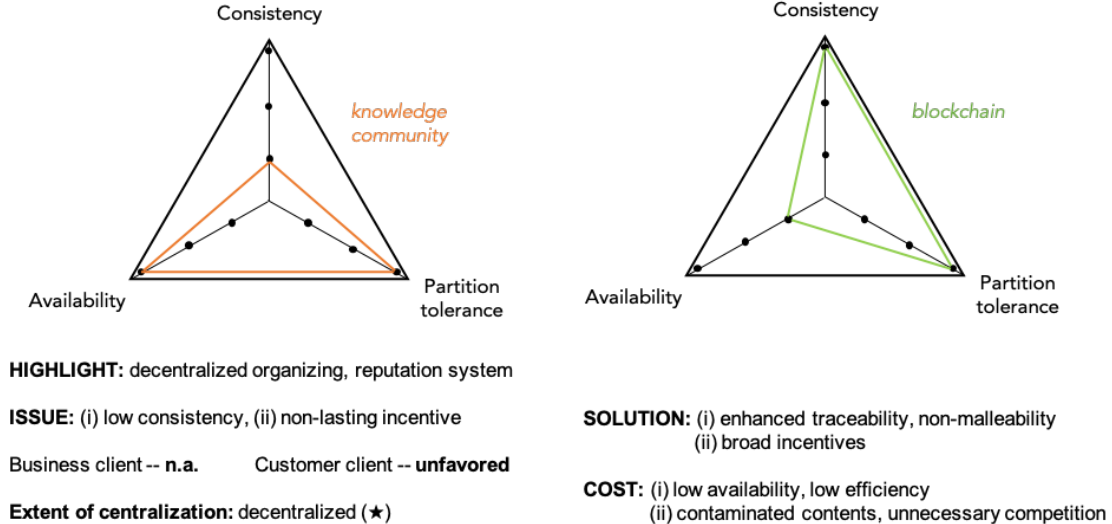 Consistency
knowledge
community
Availability
Partition
tolerance
HIGHLIGHT: decentralized organizing, reputation system
ISSUE: (i) low consistency, (ii) non-lasting incentive
Business client -- n.a. Customer client -- unfavored
Extent of centralization: decentralized (★)
Consistency
blockchain
Availability
Partition
tolerance
SOLUTION: (i) enhanced traceability, non-malleability
(ii) broad incentives
COST: (i) low availability, low efficiency
(ii) contaminated contents, unnecessary competition